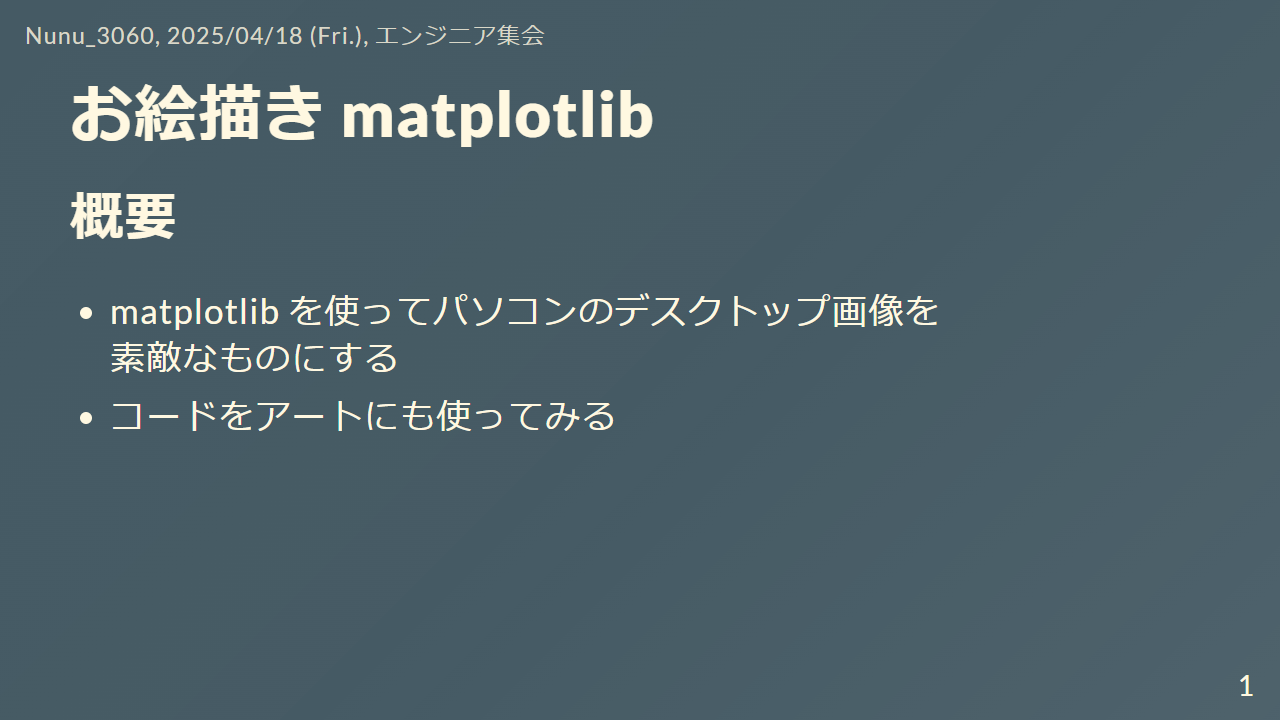 Nunu_3060, 2025/04/18 (Fri.), エンジニア集会
お絵描き matplotlib
概要
• matplotlib を使ってパソコンのデスクトップ画像を
素敵なものにする
• コードをアートにも使ってみる
1